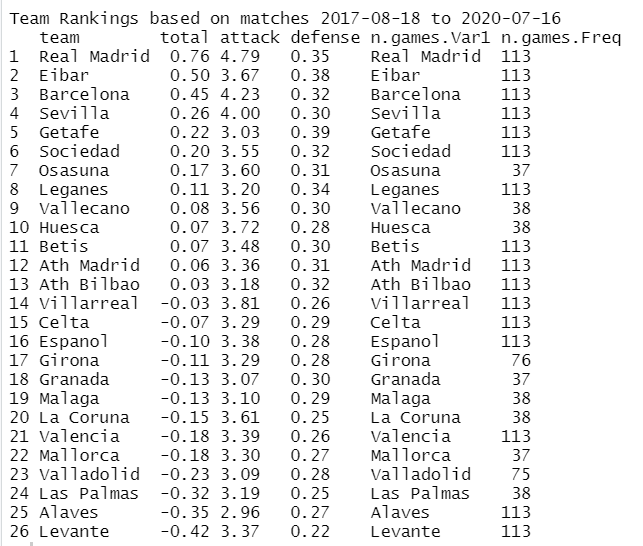 Team Rankings based on matches 2017-08-18 to 2020-07-16
team total attack defense n.games.Var1 n.games.Freq
1 Real Madrid 0.76 4.79 0.35 Real Madrid 113
2 Eibar 0.50 3.67 0.38 Eibar 113
3 Barcelona 0.45 4.23 0.32 Barcelona 113
4 Sevilla 0.26 4.00 0.30 Sevilla 113
5 Getafe 0.22 3.03 0.39 Getafe 113
6 Sociedad 0.20 3.55 0.32 Sociedad 113
7 Osasuna 0.17 3.60 0.31 Osasuna 37
8 Leganes 0.11 3.20 0.34 Leganes 113
9 Vallecano 0.08 3.56 0.30 Vallecano 38
10 Huesca 0.07 3.72 0.28 Huesca 38
11 Betis 0.07 3.48 0.30 Betis 113
12 Ath Madrid 0.06 3.36 0.31 Ath Madrid 113
13 Ath Bilbao 0.03 3.18 0.32 Ath Bilbao 113
14 Villarreal -0.03 3.81 0.26 Villarreal 113
15 Celta -0.07 3.29 0.29 Celta 113
16 Espanol -0.10 3.38 0.28 Espanol 113
17 Girona -0.11 3.29 0.28 Girona 76
18 Granada -0.13 3.07 0.30 Granada 37
19 Malaga -0.13 3.10 0.29 Malaga 38
20 La Coruna -0.15 3.61 0.25 La Coruna 38
21 Valencia -0.18 3.39 0.26 Valencia 113
22 Mallorca -0.18 3.30 0.27 Mallorca 37
23 Valladolid -0.23 3.09 0.28 Valladolid 75
24 Las Palmas -0.32 3.19 0.25 Las Palmas 38
25 Alaves -0.35 2.96 0.27 Alaves 113
26 Levante -0.42 3.37 0.22 Levante 113